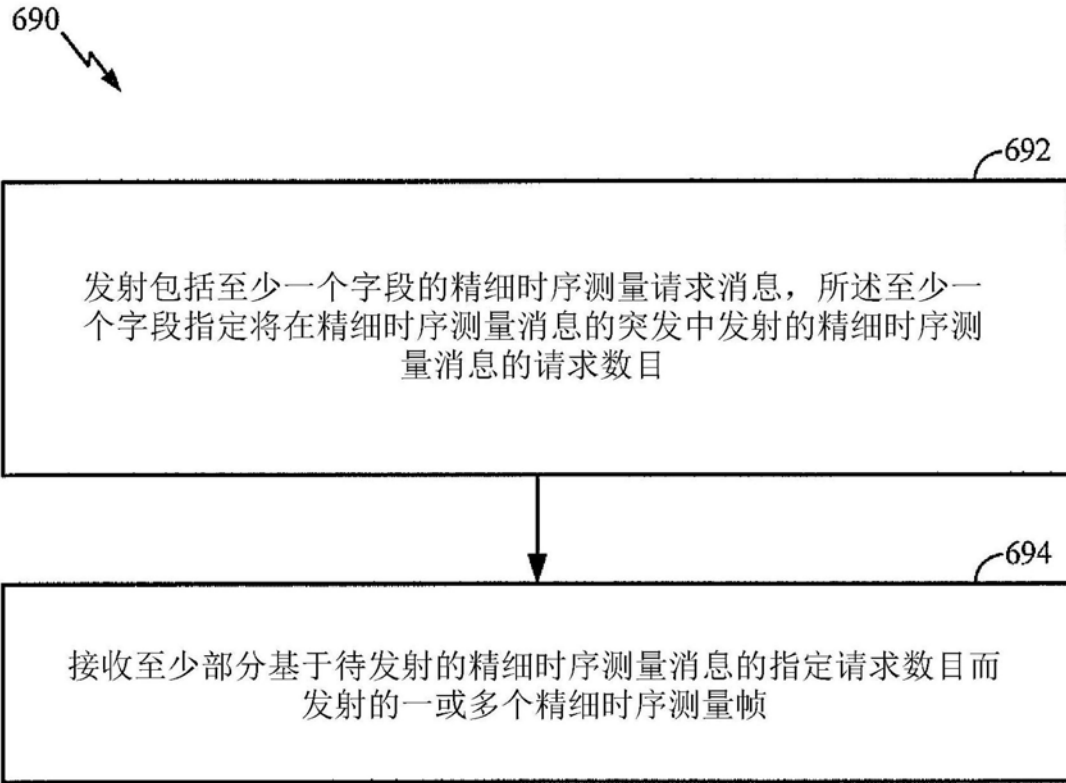 690
692
发射包括至少一个字段的精细时序测量请求消息，所述至少一
个字段指定将在精细时序测量消息的突发中发射的精细时序测
量消息的请求数目
694
接收至少部分基于待发射的精细时序测量消息的指定请求数目而
发射的一或多个精细时序测量帧